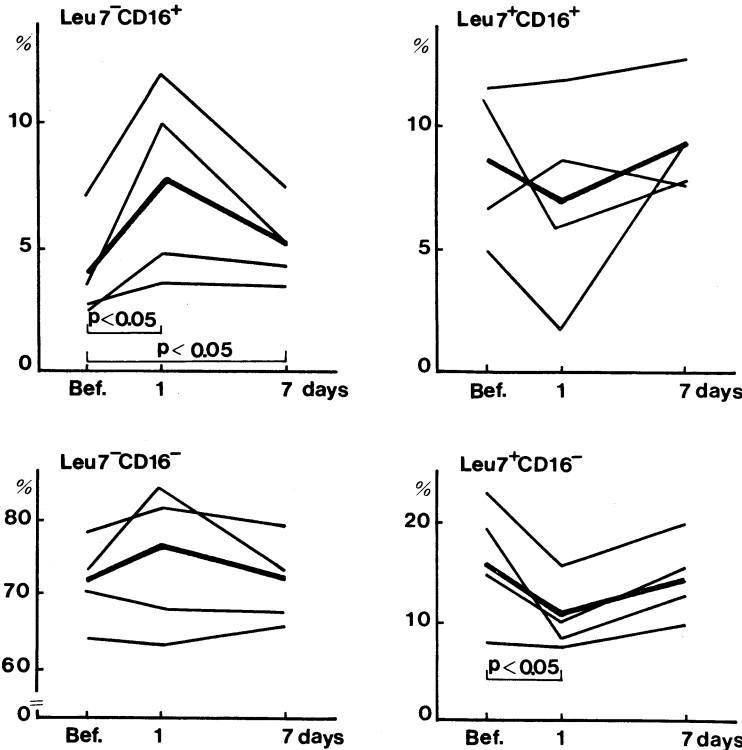 Leu7⁻CD16⁺
%
10
5
p<0.05
p<0.05
0
Bef. 1 7 days
Leu7⁺CD16⁺
%
10
5
0
Bef. 1 7 days
Leu7⁻CD16⁻
%
80
70
60
0
Bef. 1 7 days
Leu7⁺CD16⁻
%
20
10
p<0.05
0
Bef. 1 7 days